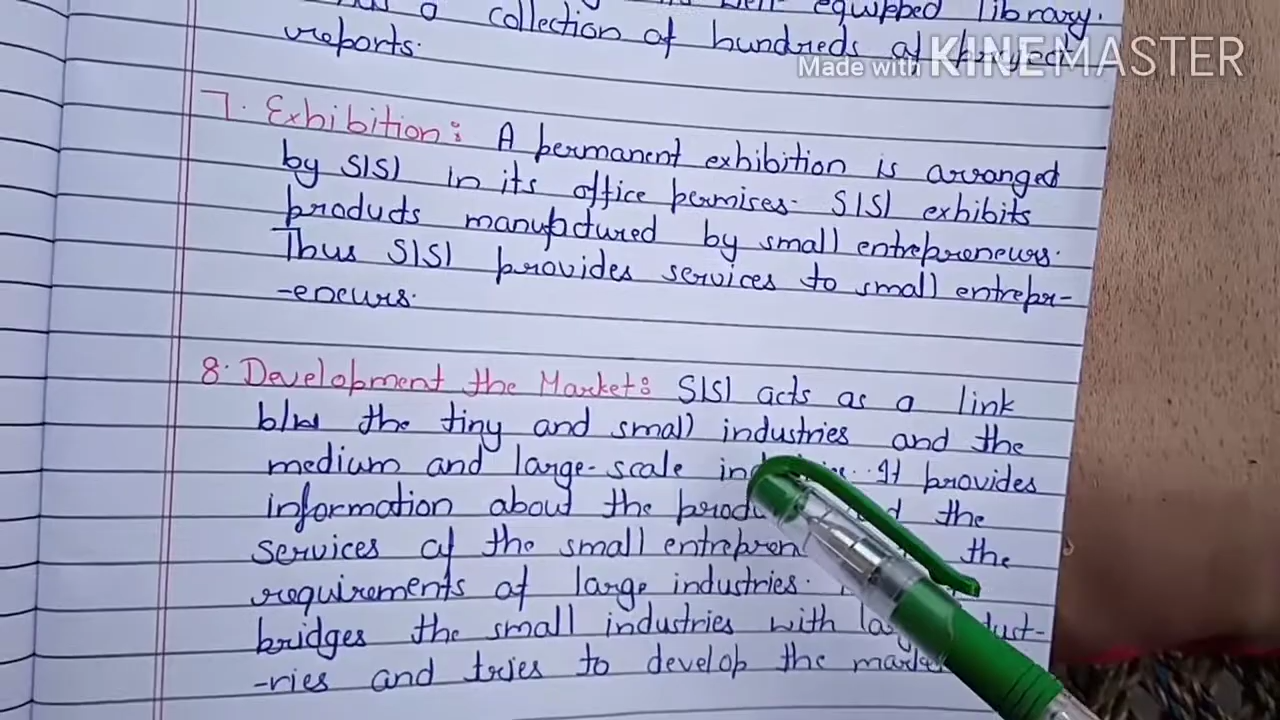 a collection of hundreds of project
reports.
Made with KINEMASTER
7. Exhibition: A permanent exhibition is arranged
by SISI in its office permises. SISI exhibits
products manufactured by small entrepreneurs.
Thus SISI provides services to small entrepr-
-eneurs.
8. Development the Market: SISI acts as a link
b/w the tiny and small industries and the
medium and large-scale It provides
information about the the
services of the small the
requirements of large industries.
bridges the small industries with
-ries and tries to develop the